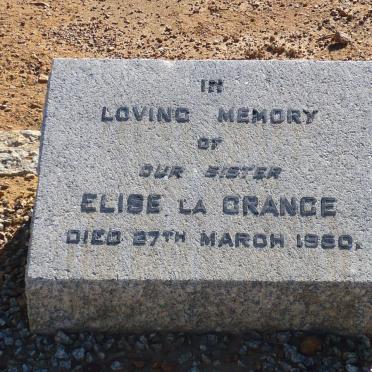 IN
LOVING MEMORY
OF
OUR SISTER
ELISE LA GRANGE
DIED 27TH MARCH 1960.